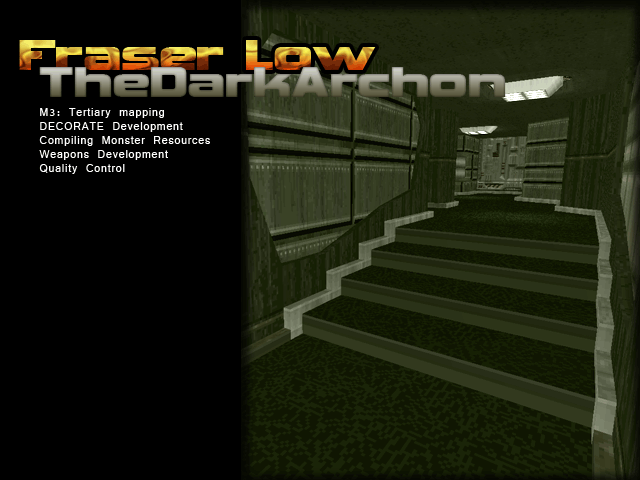 Fraser Low
TheDarkArchon
M3: Tertiary mapping
DECORATE Development
Compiling Monster Resources
Weapons Development
Quality Control